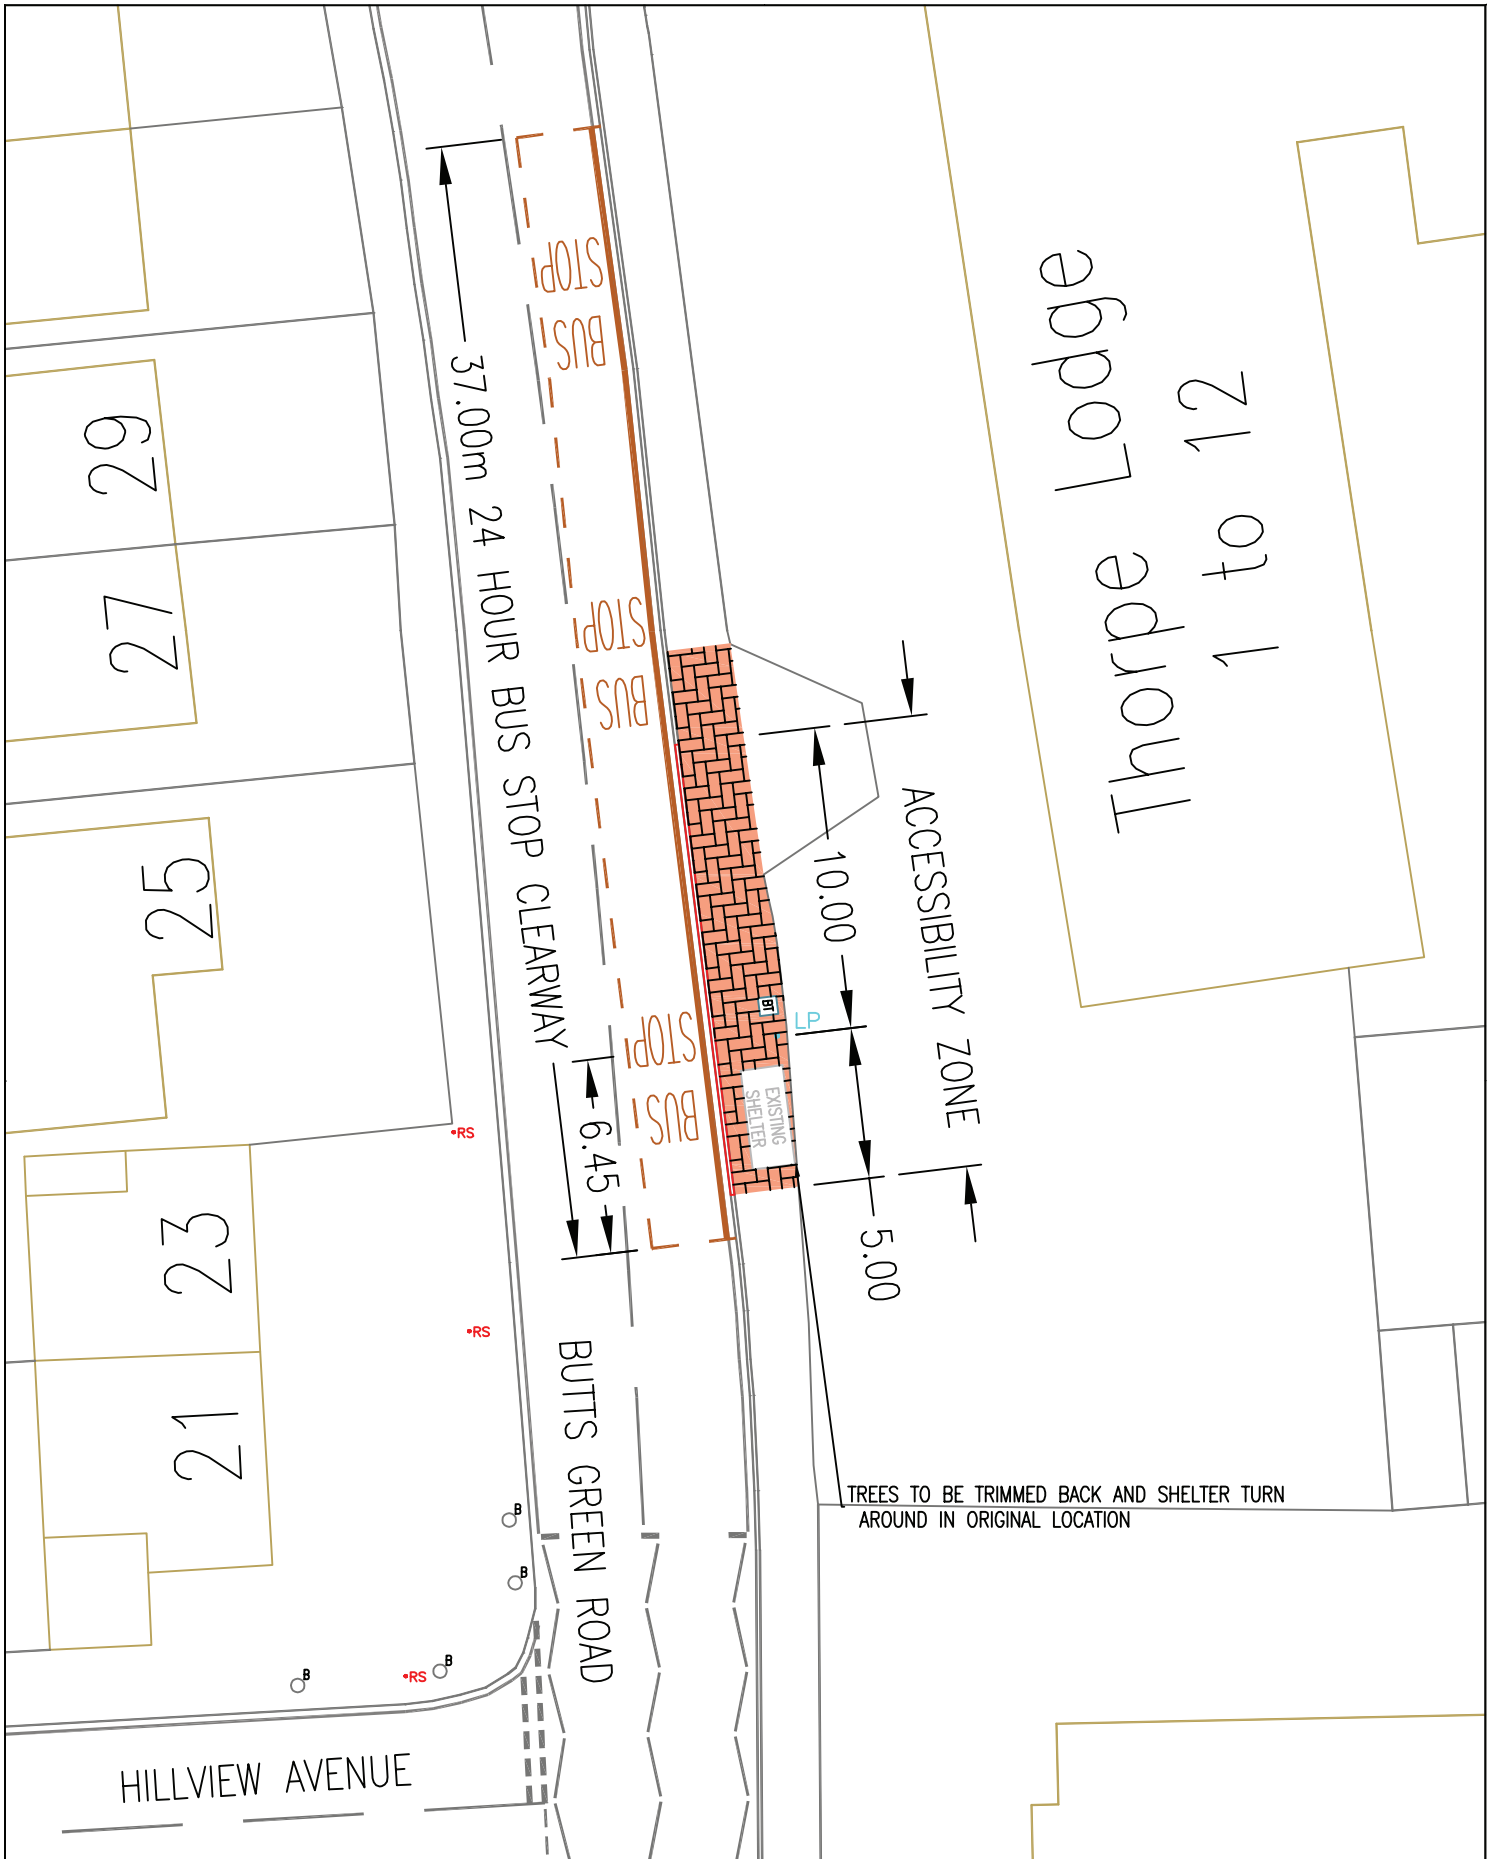 STOP
BUS
37.00m 24 HOUR BUS STOP CLEARWAY
29
27
25
23
21
STOP
BUS
STOP
BUS
6.45
Thorpe Lodge
1 to 12
ACCESSIBILITY ZONE
10.00
5.00
BT
LP
EXISTING
SHELTER
RS
RS
BUTTS GREEN ROAD
TREES TO BE TRIMMED BACK AND SHELTER TURN
AROUND IN ORIGINAL LOCATION
B
B
B
RS
B
HILLVIEW AVENUE